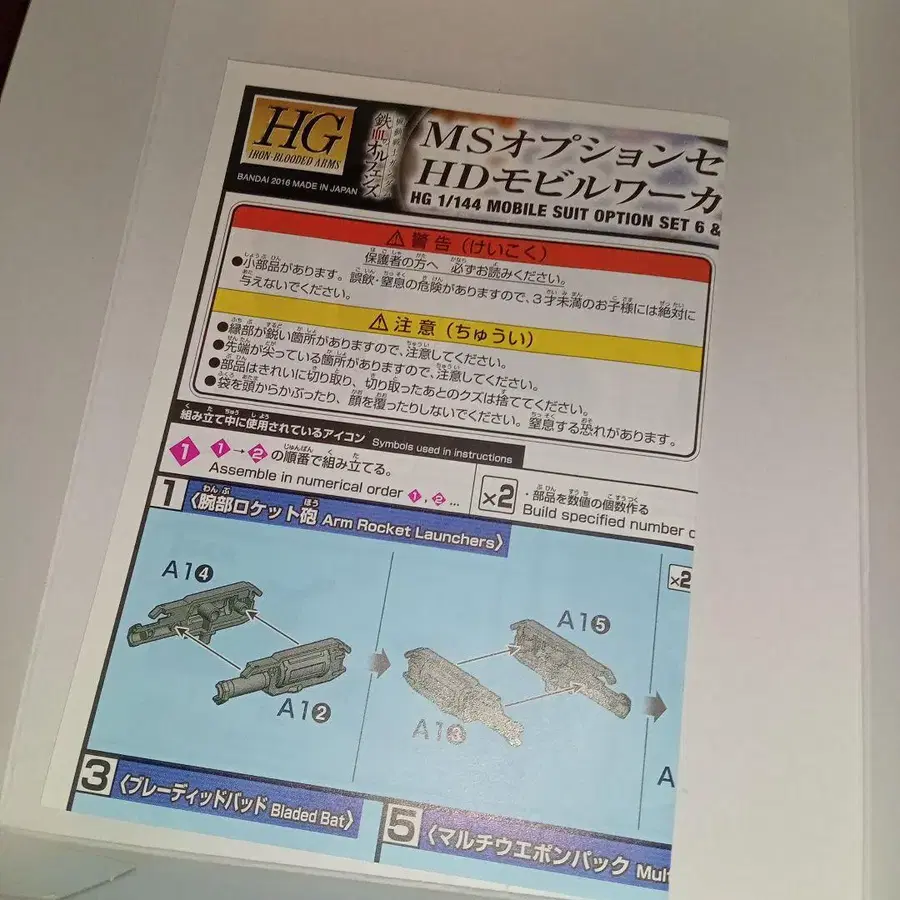 HG
IRON-BLOODED ARMS
BANDAI 2016 MADE IN JAPAN
機動戦士ガンダム
鉄血のオルフェンズ
MSオプションセ
HDモビルワーカ
HG 1/144 MOBILE SUIT OPTION SET 6 &
⚠警告(けいこく)
保護者の方へ 必ずお読みください。
●小部品があります。誤飲・窒息の危険がありますので、3才未満のお子様には絶対に
与えないでください。
⚠注意(ちゅうい)
●縁部が鋭い箇所がありますので、注意してください。
●先端が尖っている箇所がありますので、注意してください。
●部品はきれいに切り取り、切り取ったあとのクズは捨ててください。
●袋を頭からかぶったり、顔を覆ったりしないでください。窒息する恐れがあります。
組み立て中に使用されているアイコン Symbols used in instructions
1 1→2 の順番で組み立てる。
Assemble in numerical order 1, 2 ...
×2 ・部品を数値の個数作る
Build specified number o
1 〈腕部ロケット砲 Arm Rocket Launchers〉
×2
A1❹
A1❷
A1❺
A1❸
A
3 〈ブレーディッドバッド Bladed Bat〉
5 〈マルチウエポンパック Mult